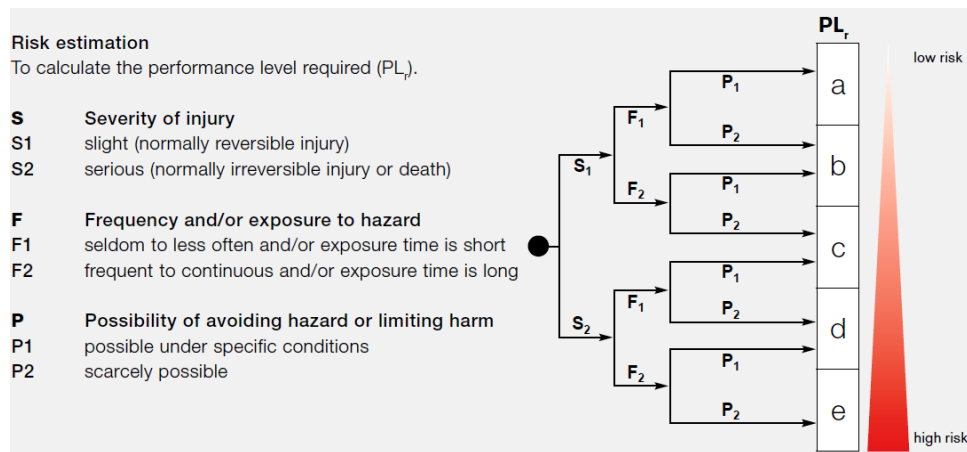 Risk estimation
To calculate the performance level required (PLr).
S Severity of injury
S1 slight (normally reversible injury)
S2 serious (normally irreversible injury or death)
F Frequency and/or exposure to hazard
F1 seldom to less often and/or exposure time is short
F2 frequent to continuous and/or exposure time is long
P Possibility of avoiding hazard or limiting harm
P1 possible under specific conditions
P2 scarcely possible
PLr
low risk
P1
a
F1
P2
b
S1
P1
F2
P2
c
P1
F1
P2
d
S2
P1
F2
P2
e
high risk